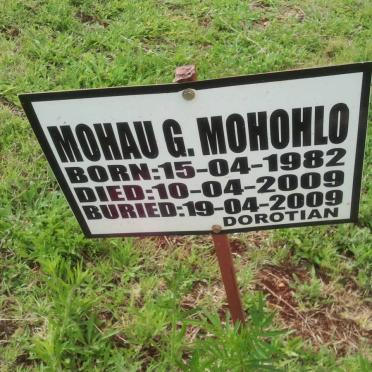 MOHAU G. MOHOHLO
BORN:15-04-1982
DIED:10-04-2009
BURIED:19-04-2009
DOROTIAN